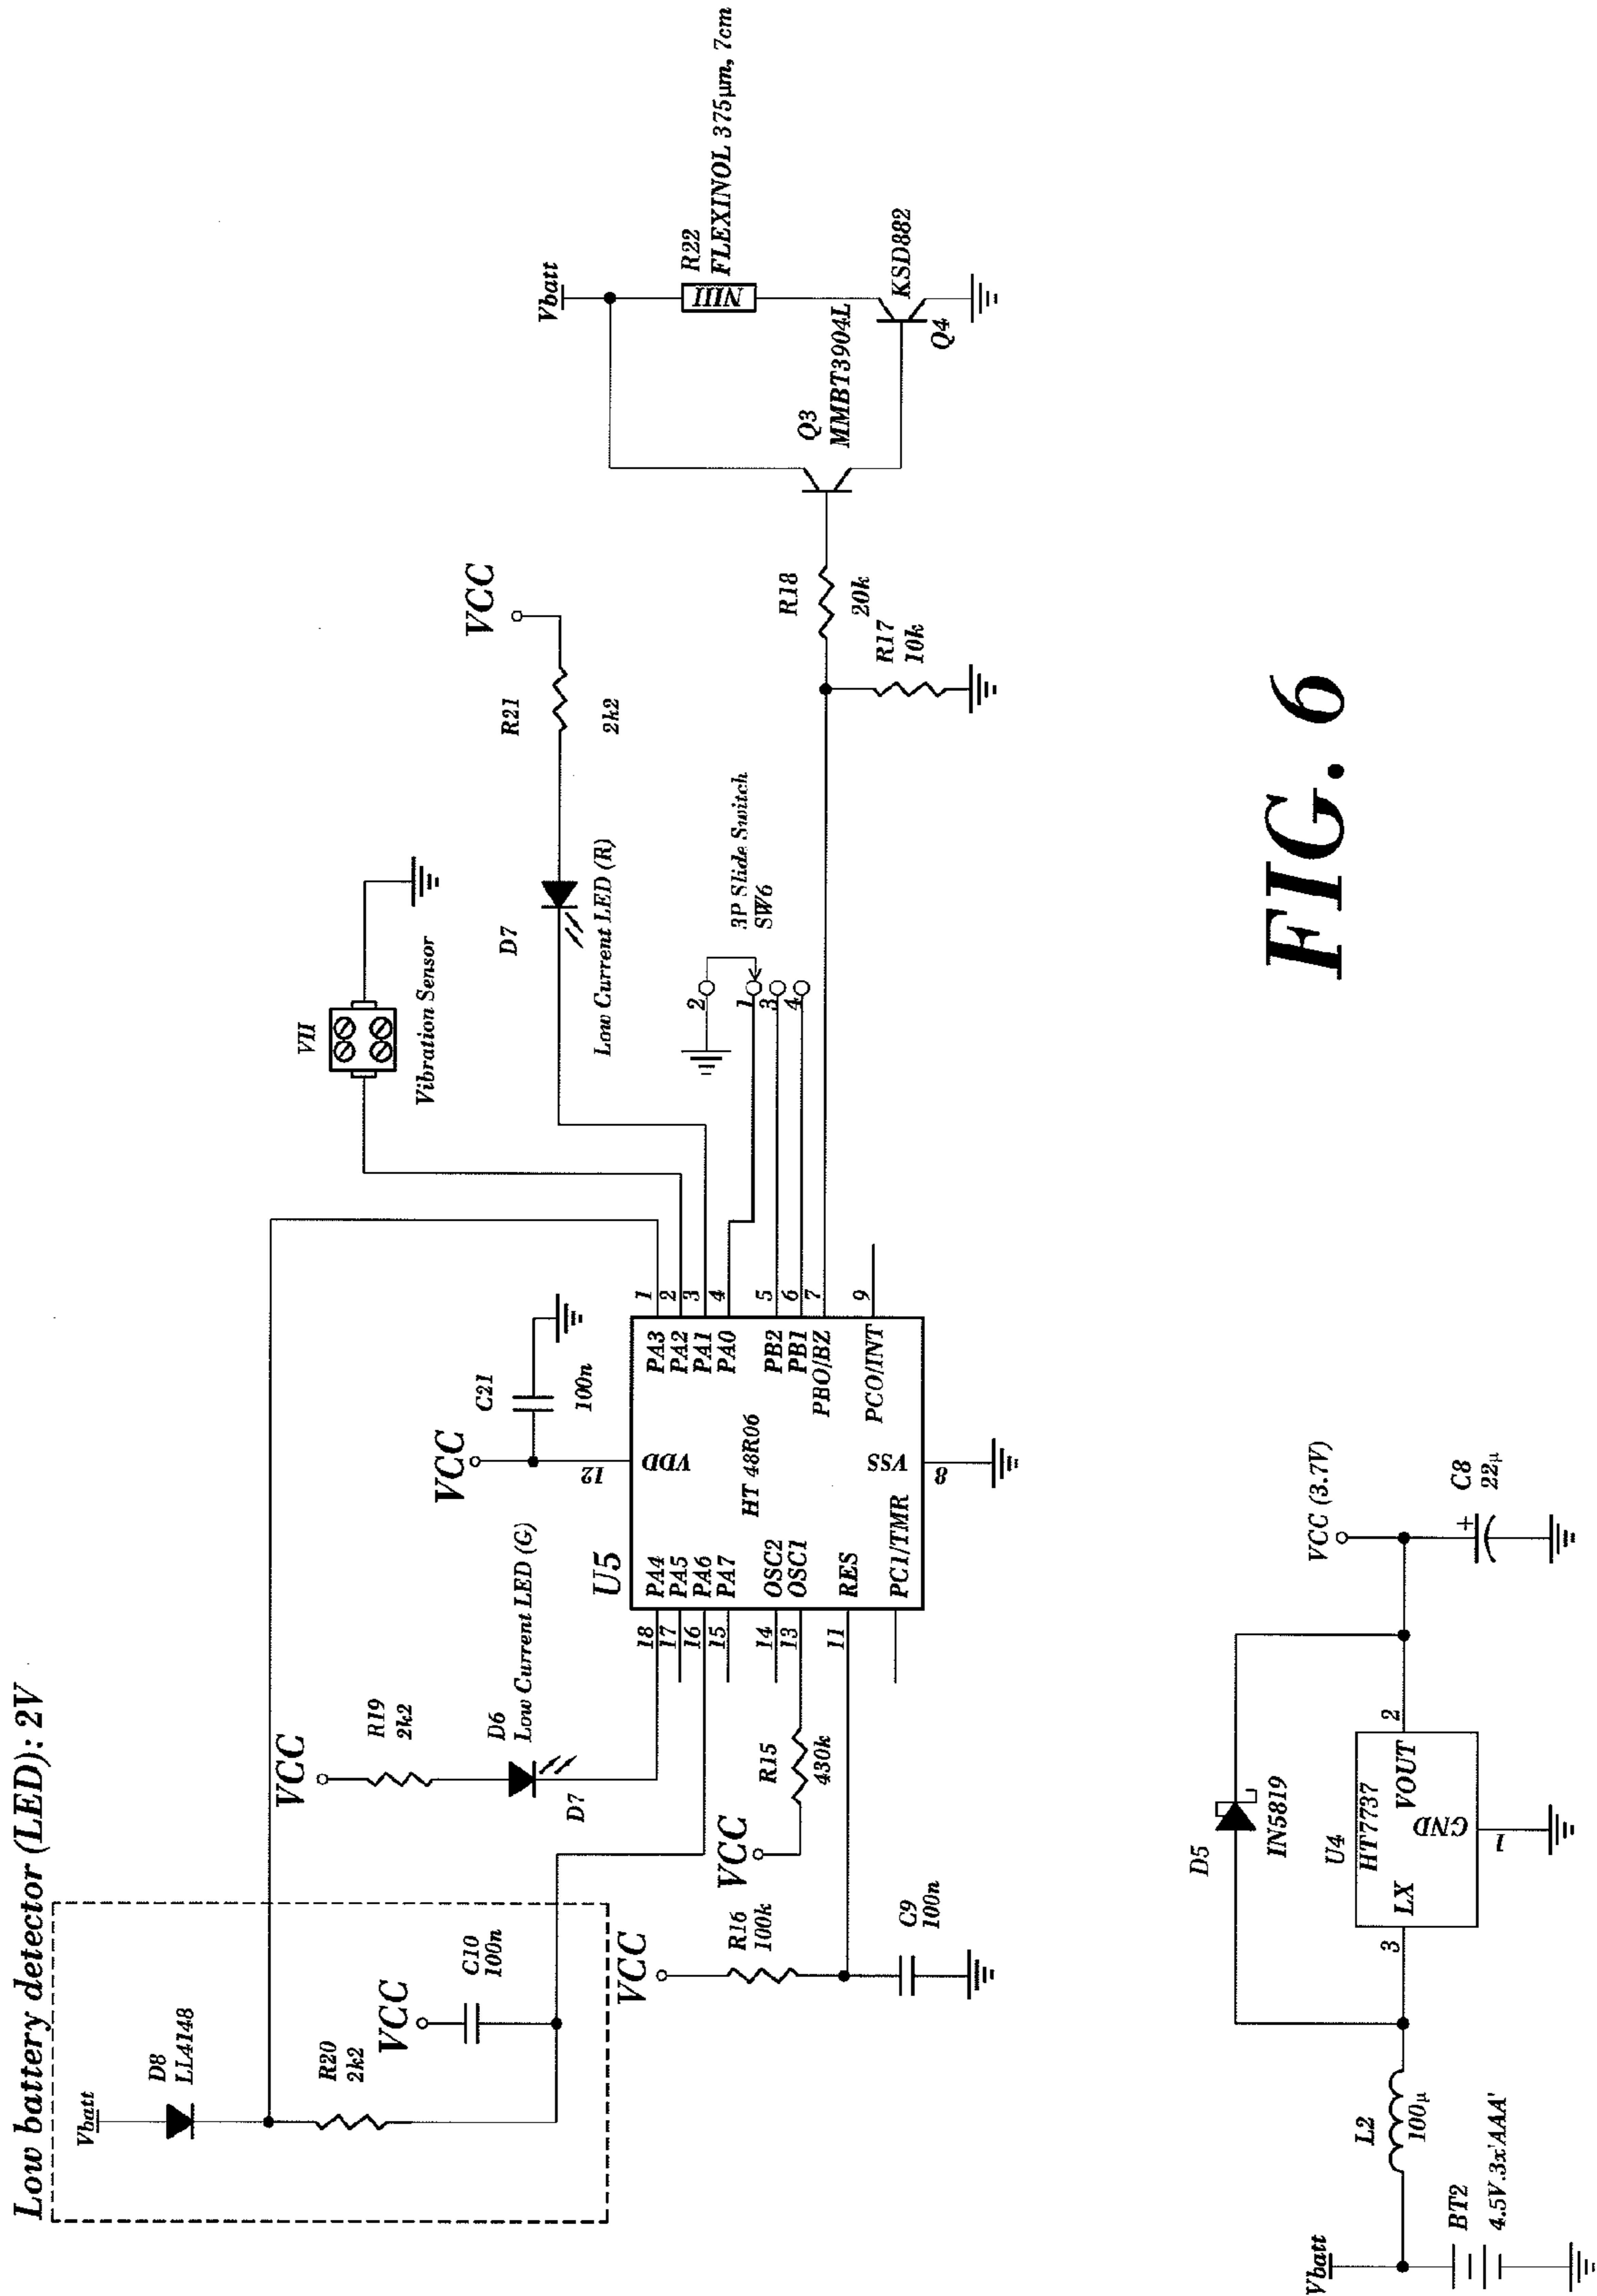 Low battery detector (LED): 2V
Vbatt
D8
LL4148
R20
2k2
VCC
C10
100n
VCC
R19
2k2
D6
Low Current LED (G)
D7
VCC
R16
100k
C9
100n
VCC
R15
430k
VCC
C21
100n
U5
HT 48R06
PA4
PA5
PA6
PA7
OSC2
OSC1
RES
PC1/TMR
18
17
16
15
14
13
11
VDD
12
VSS
8
PA3
PA2
PA1
PA0
PB2
PB1
PBO/BZ
PCO/INT
1
2
3
4
5
6
7
9
VII
Vibration Sensor
D7
Low Current LED (R)
R21
2k2
VCC
2
1
3
4
3P Slide Switch
SW6
R18
20k
R17
10k
Q3
MMBT3904L
Vbatt
R22
FLEXINOL 375µm, 7cm
NIII
KSD882
Q4
Vbatt
BT2
4.5V.3x'AAA'
L2
100µ
D5
IN5819
U4
HT7737
LX
VOUT
GND
3
2
1
VCC (3.7V)
+
C8
22µ
FIG. 6